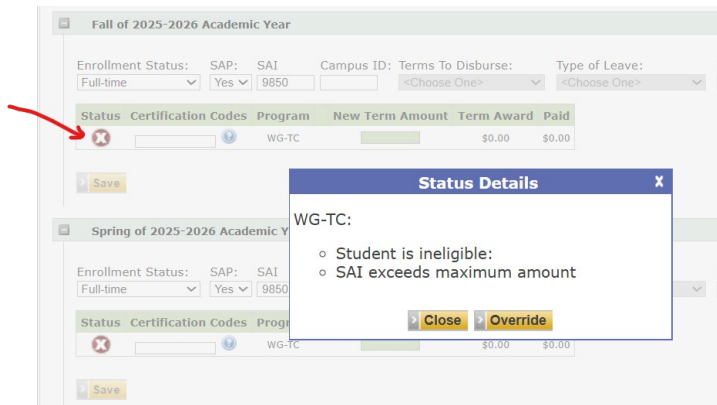 Fall of 2025-2026 Academic Year
Enrollment Status: SAP: SAI Campus ID: Terms To Disburse: Type of Leave:
Full-time Yes 9850 <Choose One> <Choose One>
Status Certification Codes Program New Term Amount Term Award Paid
WG-TC $0.00 $0.00
Save
Status Details X
WG-TC:
Student is ineligible:
SAI exceeds maximum amount
Close Override
Spring of 2025-2026 Academic Y
Enrollment Status: SAP: SAI
Full-time Yes 9850
Status Certification Codes Progr
WG-TC $0.00 $0.00
Save